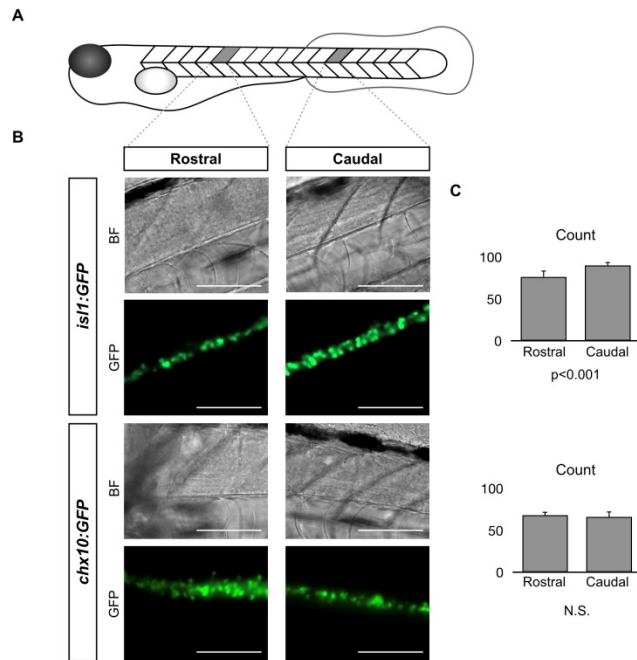 A
B
Rostral
Caudal
isl1:GFP
BF
GFP
chx10:GFP
BF
GFP
C
Count
100
50
0
Rostral
Caudal
p<0.001
Count
100
50
0
Rostral
Caudal
N.S.